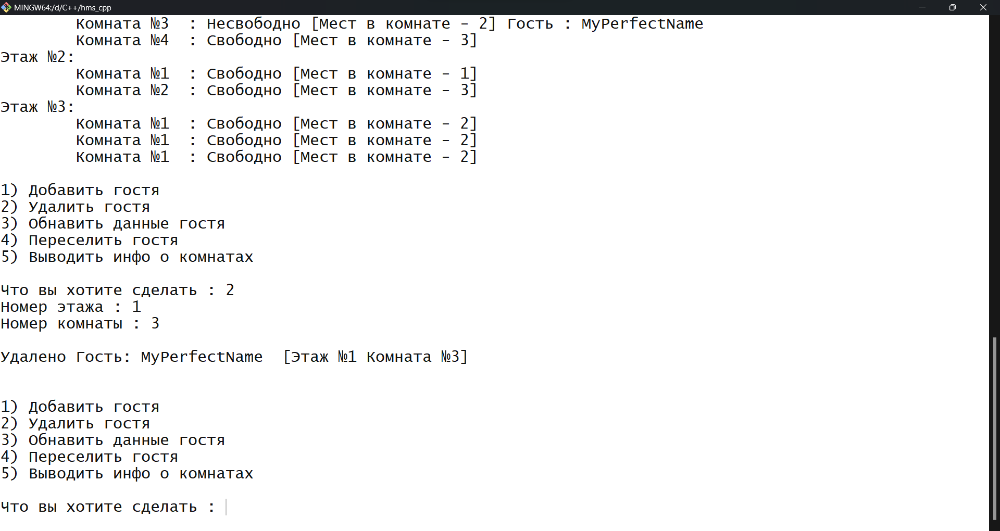 MINGW64:/d/C++/hms_cpp
Комната №3  : Несвободно [Мест в комнате - 2] Гость : MyPerfectName
Комната №4  : Свободно [Мест в комнате - 3]
Этаж №2:
Комната №1  : Свободно [Мест в комнате - 1]
Комната №2  : Свободно [Мест в комнате - 3]
Этаж №3:
Комната №1  : Свободно [Мест в комнате - 2]
Комната №1  : Свободно [Мест в комнате - 2]
Комната №1  : Свободно [Мест в комнате - 2]
1) Добавить гостя
2) Удалить гостя
3) Обнавить данные гостя
4) Переселить гостя
5) Выводить инфо о комнатах
Что вы хотите сделать : 2
Номер этажа : 1
Номер комнаты : 3
Удалено Гость: MyPerfectName  [Этаж №1 Комната №3]
1) Добавить гостя
2) Удалить гостя
3) Обнавить данные гостя
4) Переселить гостя
5) Выводить инфо о комнатах
Что вы хотите сделать :